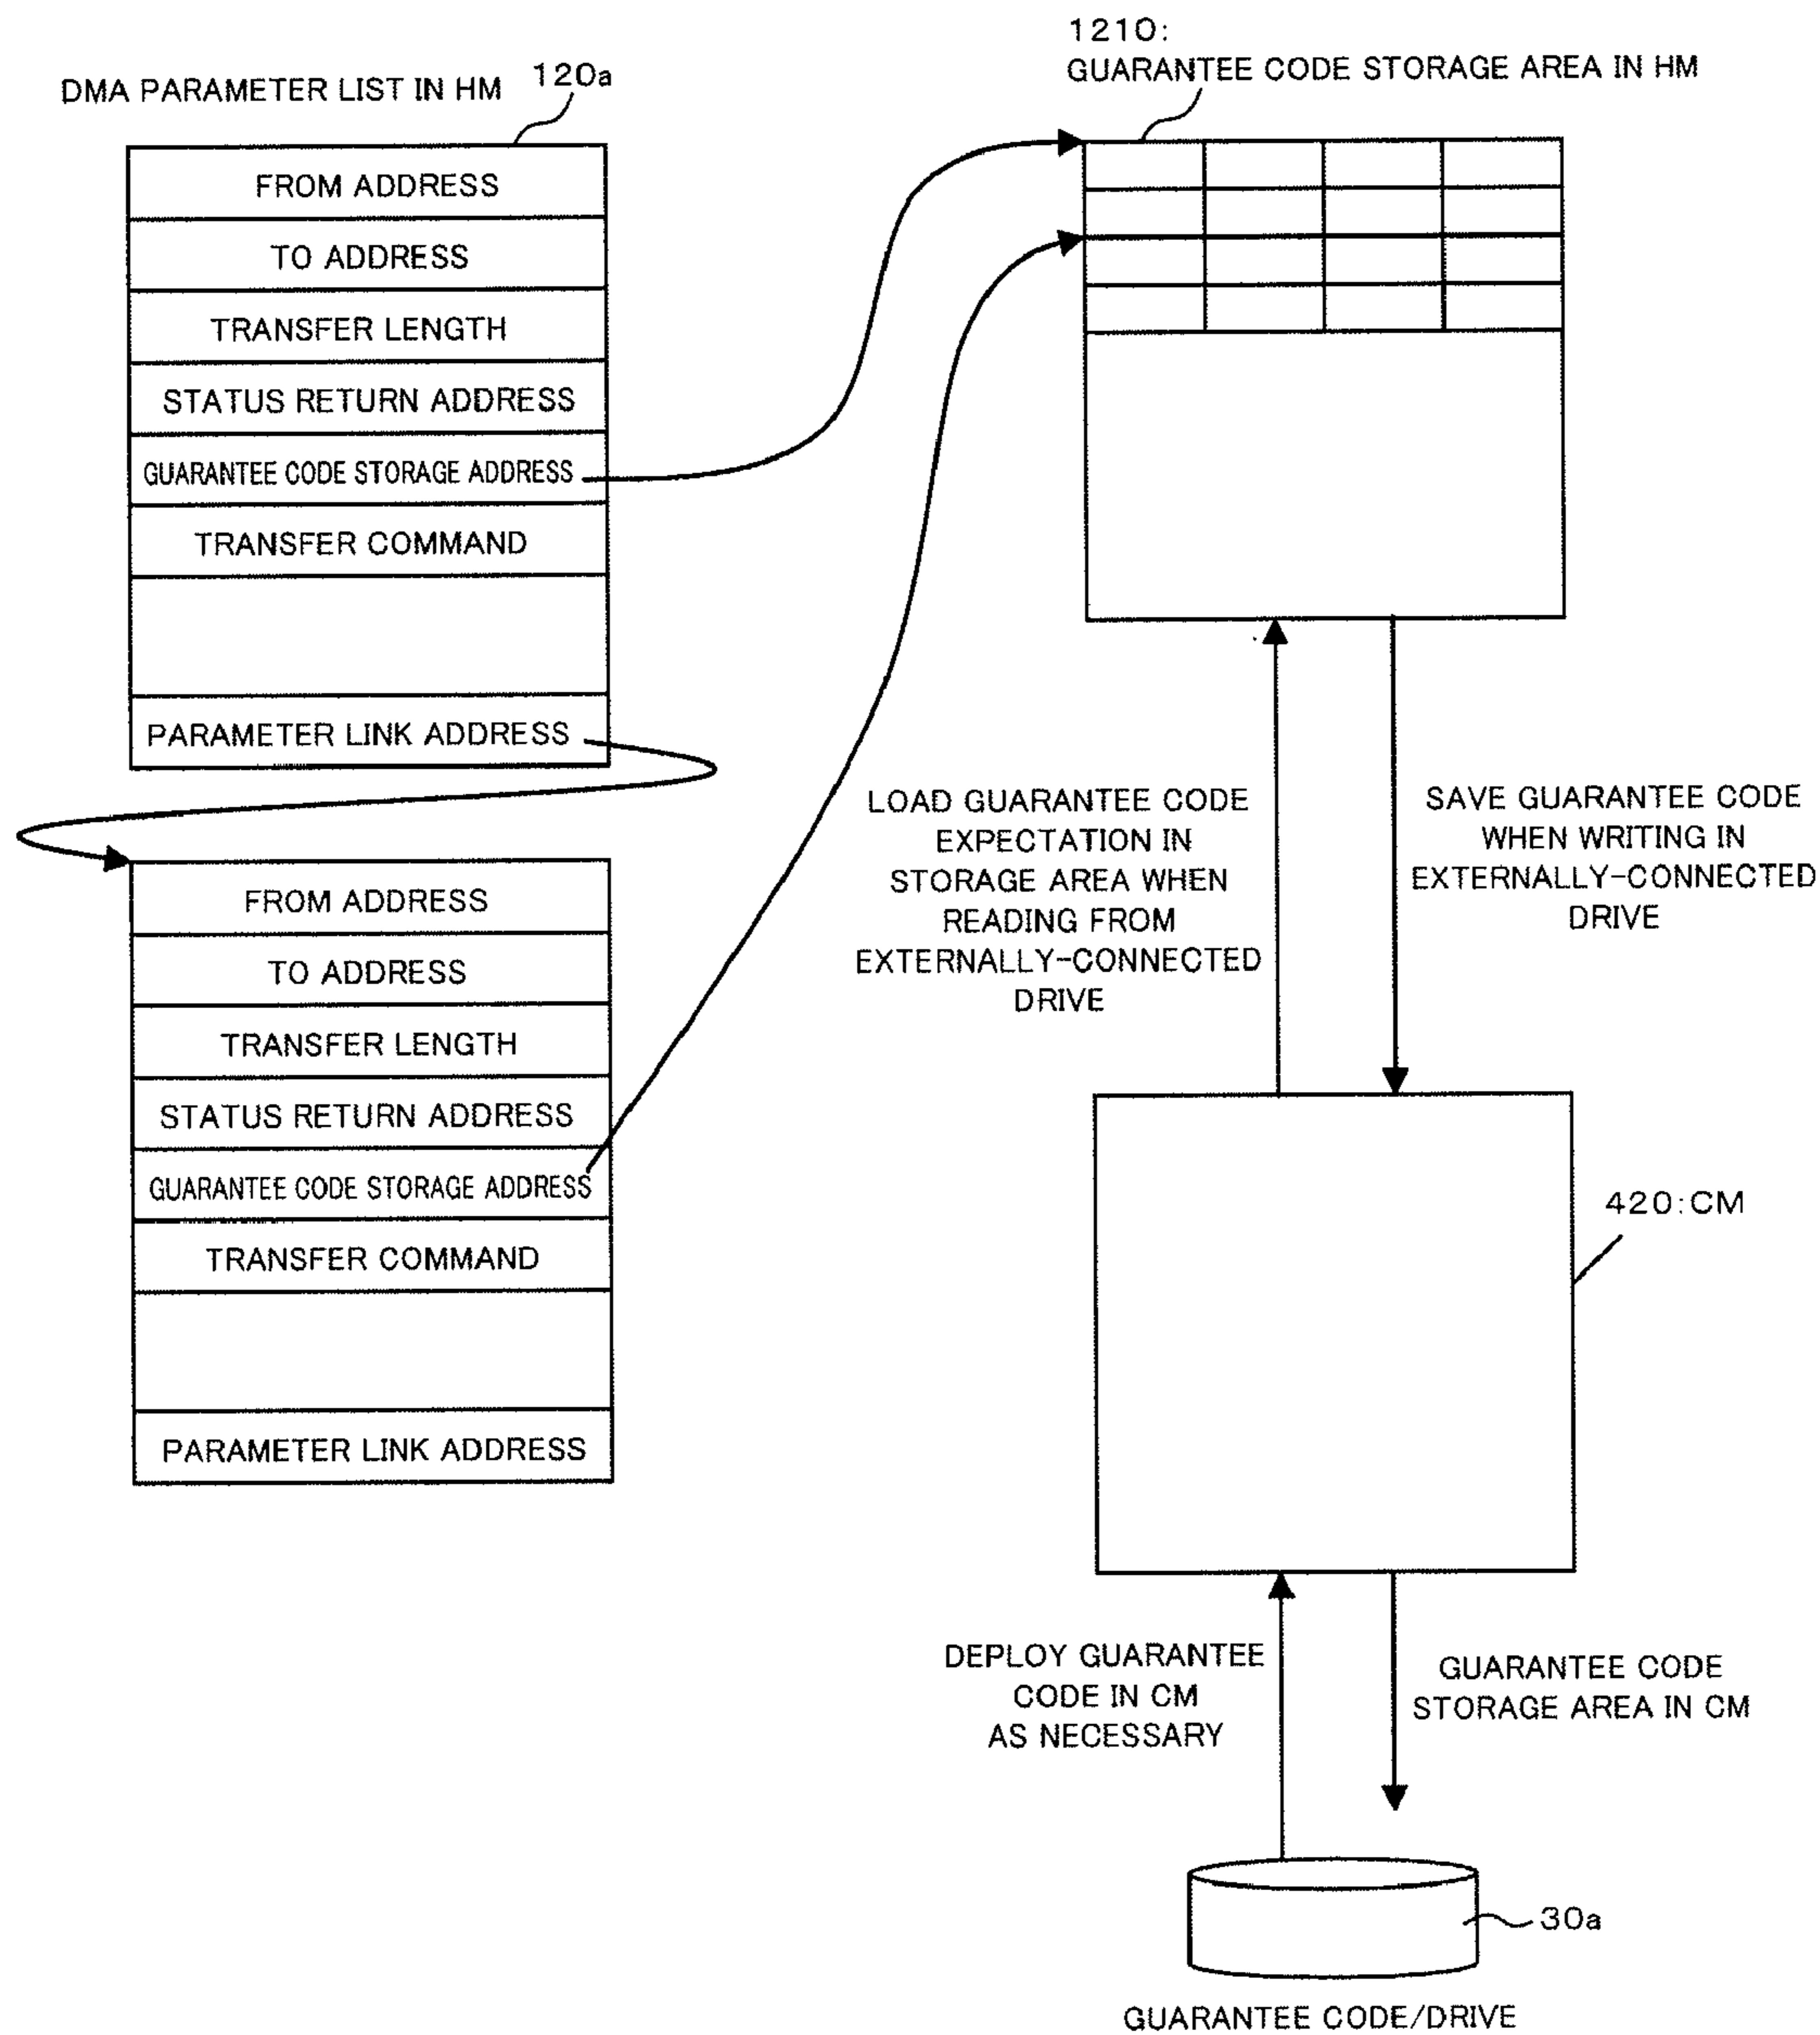 DMA PARAMETER LIST IN HM
120a
FROM ADDRESS
TO ADDRESS
TRANSFER LENGTH
STATUS RETURN ADDRESS
GUARANTEE CODE STORAGE ADDRESS
TRANSFER COMMAND
PARAMETER LINK ADDRESS
FROM ADDRESS
TO ADDRESS
TRANSFER LENGTH
STATUS RETURN ADDRESS
GUARANTEE CODE STORAGE ADDRESS
TRANSFER COMMAND
PARAMETER LINK ADDRESS
1210:
GUARANTEE CODE STORAGE AREA IN HM
LOAD GUARANTEE CODE
EXPECTATION IN
STORAGE AREA WHEN
READING FROM
EXTERNALLY-CONNECTED
DRIVE
SAVE GUARANTEE CODE
WHEN WRITING IN
EXTERNALLY-CONNECTED
DRIVE
420:CM
DEPLOY GUARANTEE
CODE IN CM
AS NECESSARY
GUARANTEE CODE
STORAGE AREA IN CM
30a
GUARANTEE CODE/DRIVE